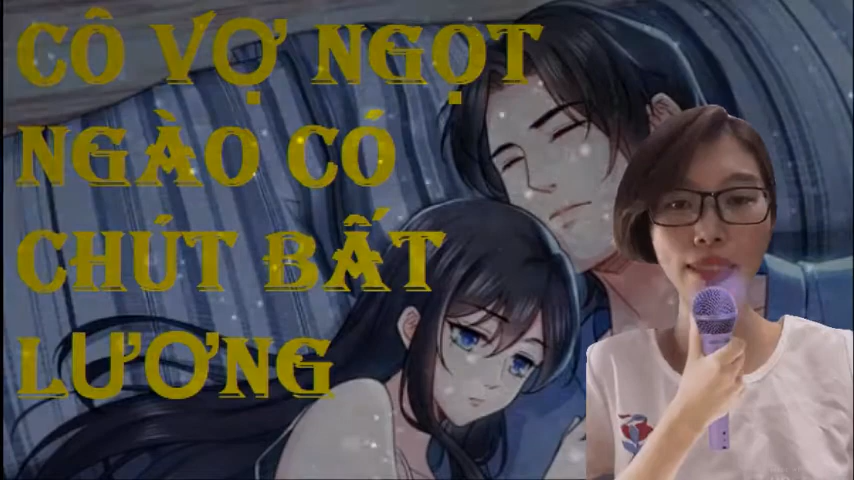 CÔ VỢ NGỌT
NGÀO CÓ
CHÚT BẤT
LƯƠNG